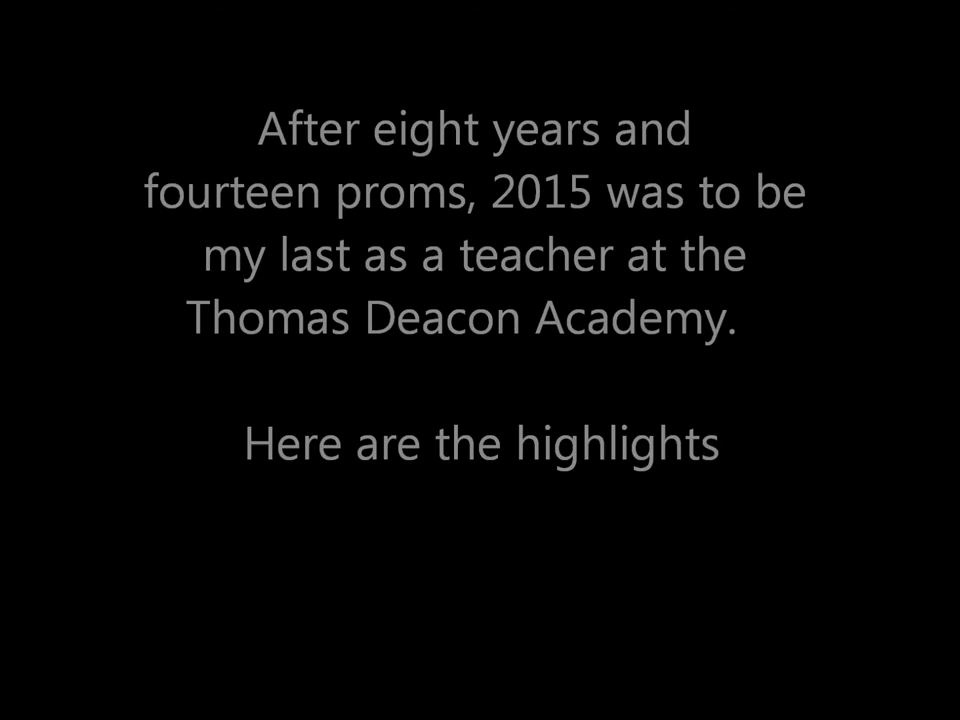 After eight years and
fourteen proms, 2015 was to be
my last as a teacher at the
Thomas Deacon Academy.
Here are the highlights